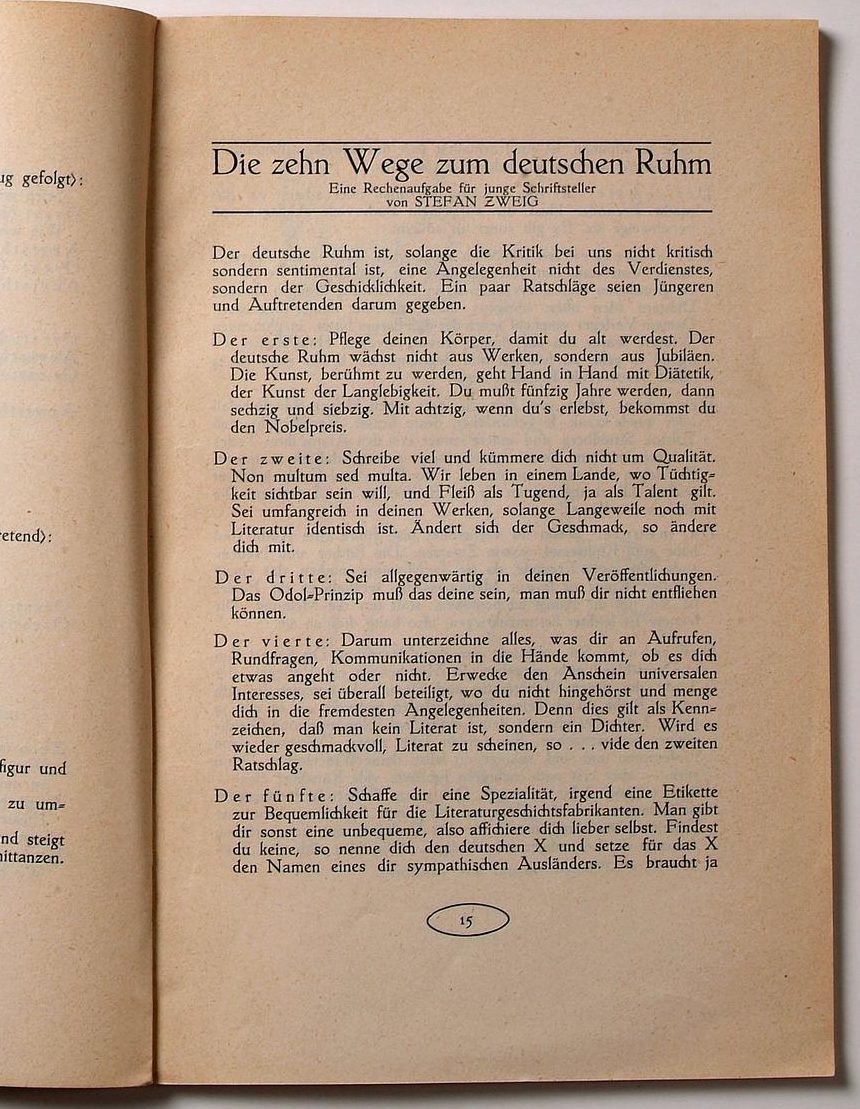 ug gefolgt):
etend):
figur und
zu um=
nd steigt
nittanzen.
Die zehn Wege zum deutschen Ruhm
Eine Rechenaufgabe für junge Schriftsteller
von STEFAN ZWEIG
Der deutsche Ruhm ist, solange die Kritik bei uns nicht kritisch
sondern sentimental ist, eine Angelegenheit nicht des Verdienstes,
sondern der Geschicklichkeit. Ein paar Ratschläge seien Jüngeren
und Auftretenden darum gegeben.
Der erste: Pflege deinen Körper, damit du alt werdest. Der
deutsche Ruhm wächst nicht aus Werken, sondern aus Jubiläen.
Die Kunst, berühmt zu werden, geht Hand in Hand mit Diätetik,
der Kunst der Langlebigkeit. Du mußt fünfzig Jahre werden, dann
sechzig und siebzig. Mit achtzig, wenn du's erlebst, bekommst du
den Nobelpreis.
Der zweite: Schreibe viel und kümmere dich nicht um Qualität.
Non multum sed multa. Wir leben in einem Lande, wo Tüchtig=
keit sichtbar sein will, und Fleiß als Tugend, ja als Talent gilt.
Sei umfangreich in deinen Werken, solange Langeweile noch mit
Literatur identisch ist. Ändert sich der Geschmack, so ändere
dich mit.
Der dritte: Sei allgegenwärtig in deinen Veröffentlichungen.
Das Odol=Prinzip muß das deine sein, man muß dir nicht entfliehen
können.
Der vierte: Darum unterzeichne alles, was dir an Aufrufen,
Rundfragen, Kommunikationen in die Hände kommt, ob es dich
etwas angeht oder nicht. Erwecke den Anschein universalen
Interesses, sei überall beteiligt, wo du nicht hingehörst und menge
dich in die fremdesten Angelegenheiten. Denn dies gilt als Kenn=
zeichen, daß man kein Literat ist, sondern ein Dichter. Wird es
wieder geschmackvoll, Literat zu scheinen, so . . . vide den zweiten
Ratschlag.
Der fünfte: Schaffe dir eine Spezialität, irgend eine Etikette
zur Bequemlichkeit für die Literaturgeschichtsfabrikanten. Man gibt
dir sonst eine unbequeme, also affichiere dich lieber selbst. Findest
du keine, so nenne dich den deutschen X und setze für das X
den Namen eines dir sympathischen Ausländers. Es braucht ja
15